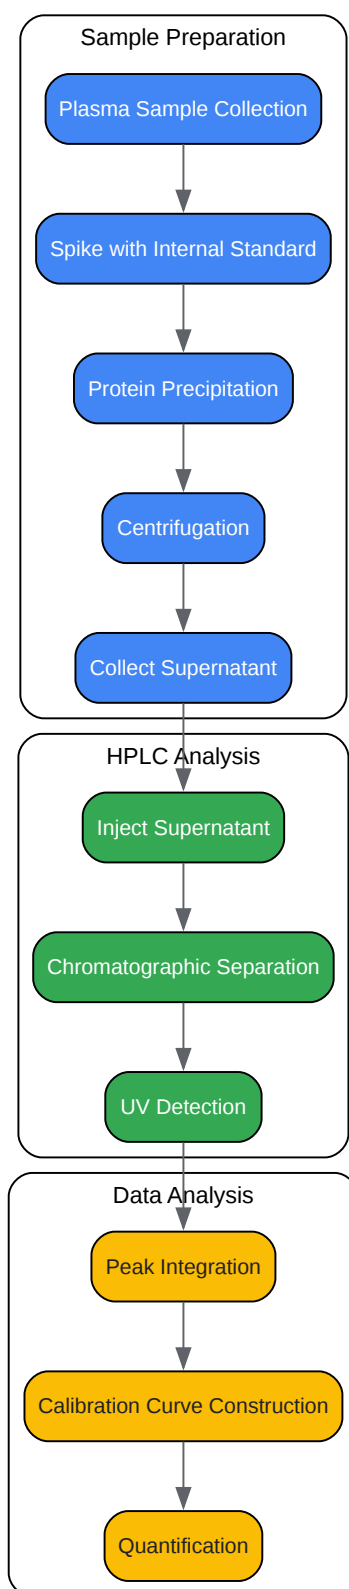 Sample Preparation
Plasma Sample Collection
Spike with Internal Standard
Protein Precipitation
Centrifugation
Collect Supernatant
HPLC Analysis
Inject Supernatant
Chromatographic Separation
UV Detection
Data Analysis
Peak Integration
Calibration Curve Construction
Quantification